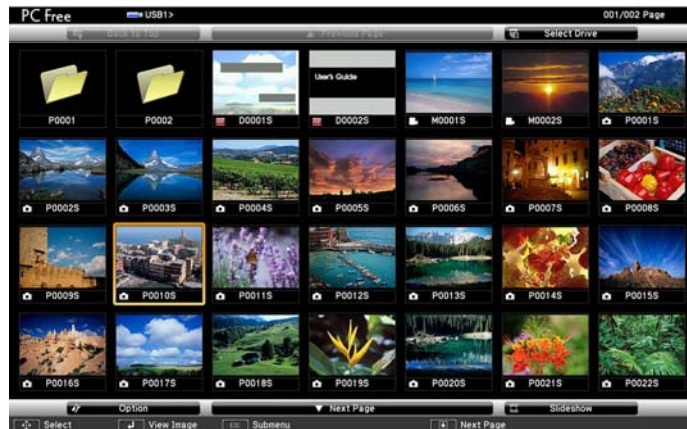 PC Free USB1> 001/002 Page
Back to Top Previous Page Select Drive
User's Guide
P0001 P0002 D0001S D0002S M0001S M0002S P0001S
P0002S P0003S P0004S P0005S P0006S P0007S P0008S
P0009S P0010S P0011S P0012S P0013S P0014S P0015S
P0016S P0017S P0018S P0019S P0020S P0021S P0022S
Option Next Page Slideshow
Select View Image Esc Submenu Next Page